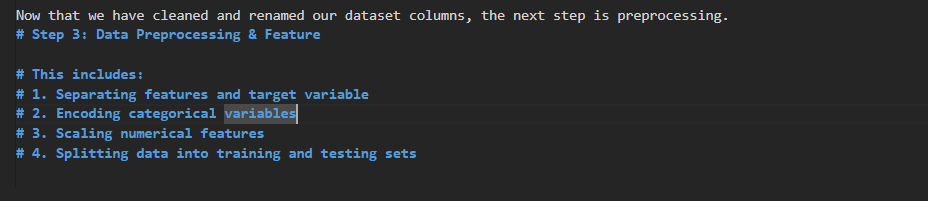 Now that we have cleaned and renamed our dataset columns, the next step is preprocessing.
# Step 3: Data Preprocessing & Feature
# This includes:
# 1. Separating features and target variable
# 2. Encoding categorical variables
# 3. Scaling numerical features
# 4. Splitting data into training and testing sets